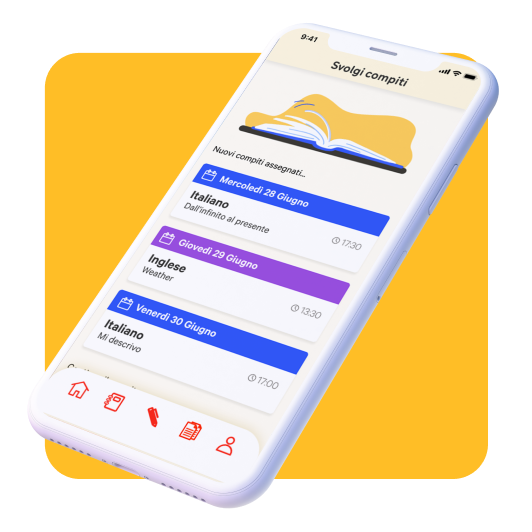 9:41
Svolgi compiti
Nuovi compiti assegnati...
Mercoledì 28 Giugno
Italiano
Dall'infinito al presente
17:30
Giovedì 29 Giugno
Inglese
Weather
13:30
Venerdì 30 Giugno
Italiano
Mi descrivo
17:00